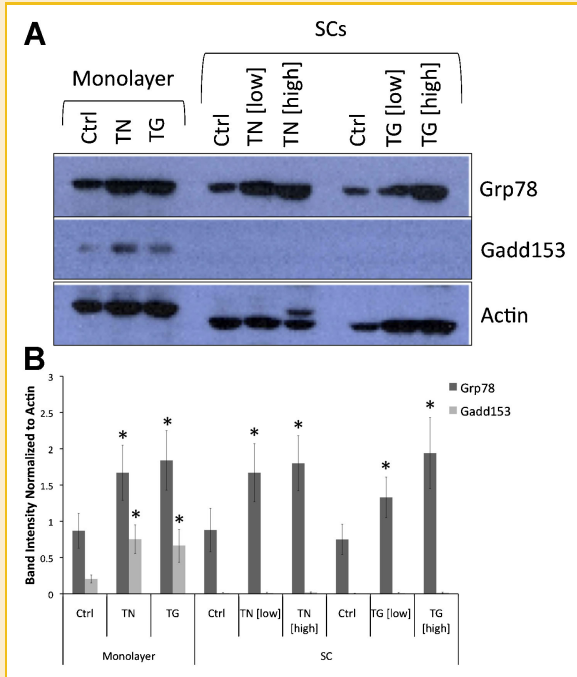 A
SCs
Monolayer
Ctrl
TN
TG
Ctrl
TN [low]
TN [high]
Ctrl
TG [low]
TG [high]
Grp78
Gadd153
Actin
B
Band Intensity Normalized to Actin
3
2.5
2
1.5
1
0.5
0
* * * * * * * *
Grp78
Gadd153
Ctrl TN TG Ctrl TN [low] TN [high] Ctrl TG [low] TG [high]
Monolayer SC